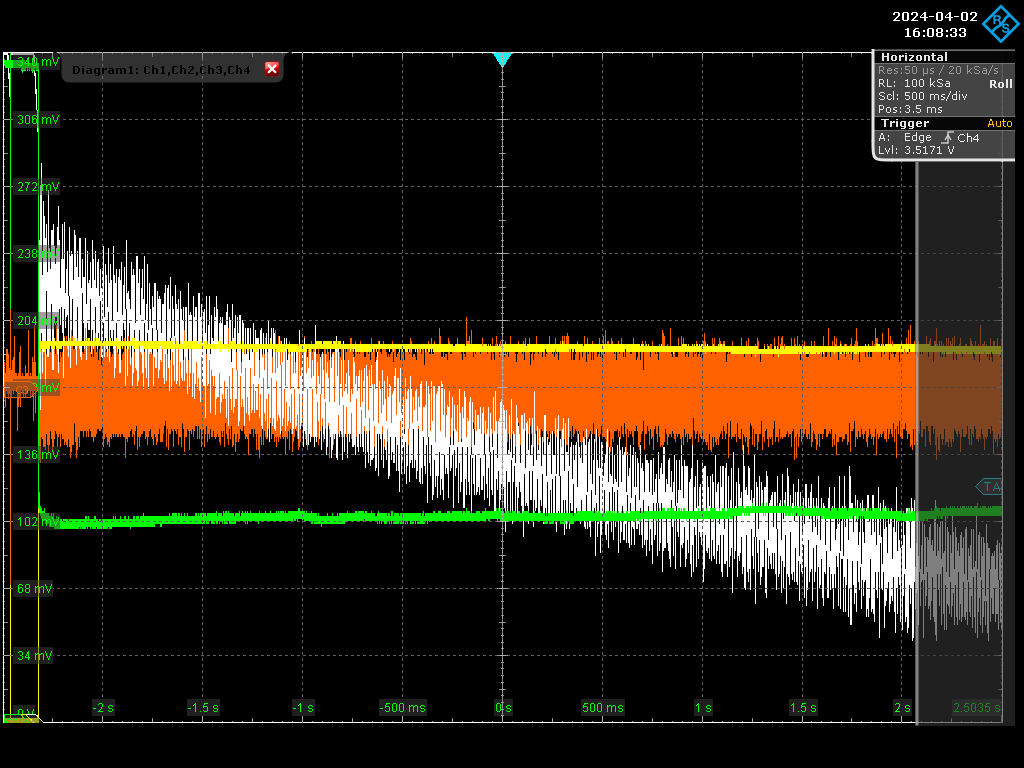 2024-04-02
16:08:33
R S
Diagram1: Ch1,Ch2,Ch3,Ch4
Horizontal
Res:50 µs / 20 kSa/s
RL: 100 kSa
Roll
Scl: 500 ms/div
Pos:3.5 ms
Trigger
Auto
A: Edge Ch4
Lvl: 3.5171 V
340 mV
306 mV
272 mV
238 mV
204 mV
mV
136 mV
TA
102 mV
68 mV
34 mV
0 V
-2 s
-1.5 s
-1 s
-500 ms
0 s
500 ms
1 s
1.5 s
2 s
2.5035 s